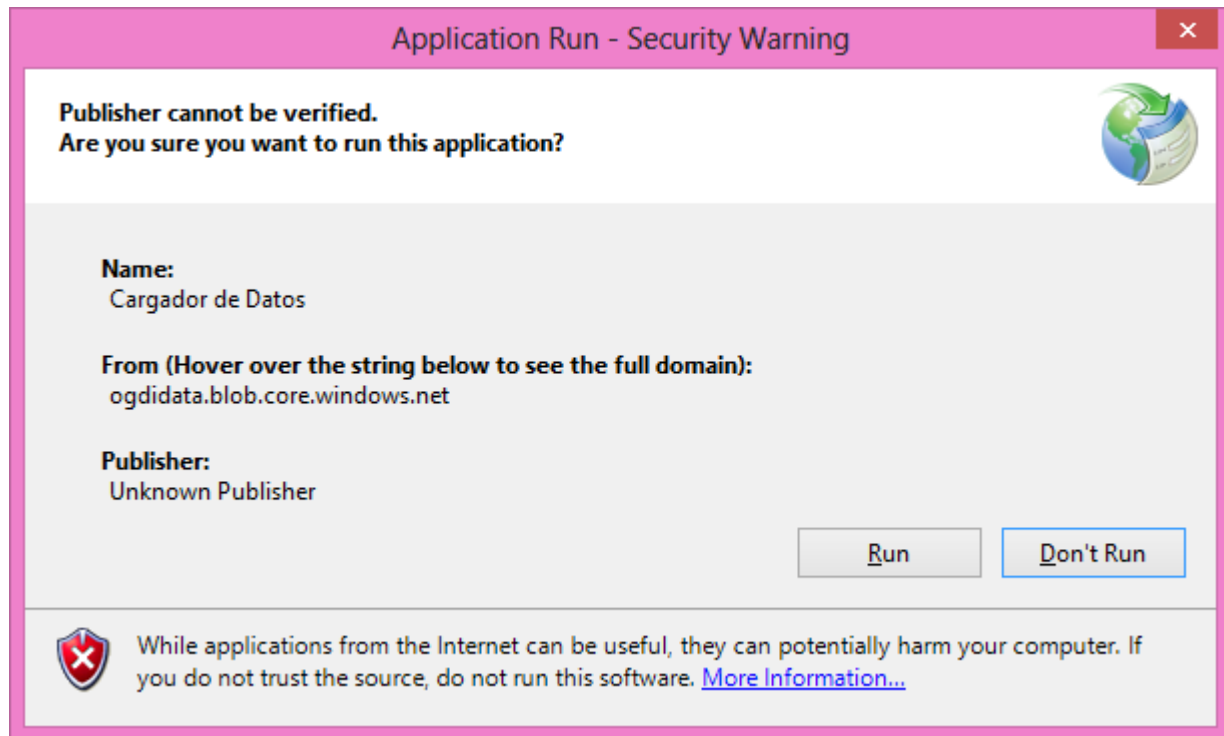 Application Run - Security Warning
Publisher cannot be verified.
Are you sure you want to run this application?
Name:
Cargador de Datos
From (Hover over the string below to see the full domain):
ogdidata.blob.core.windows.net
Publisher:
Unknown Publisher
Run
Don't Run
While applications from the Internet can be useful, they can potentially harm your computer. If
you do not trust the source, do not run this software. More Information...